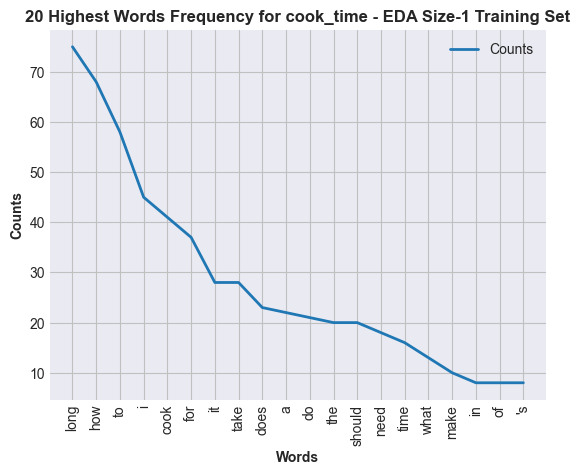 20 Highest Words Frequency for cook_time - EDA Size-1 Training Set
Counts
70
60
50
40
30
20
10
Counts
long
how
to
i
cook
for
it
take
does
a
do
the
should
need
time
what
make
in
of
's
Words